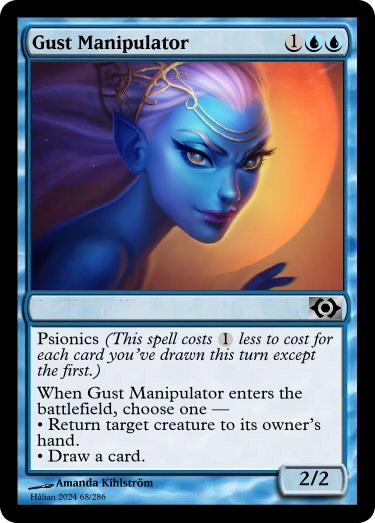 Gust Manipulator 1
Psionics (This spell costs 1 less to cost for
each card you've drawn this turn except
the first.)
When Gust Manipulator enters the
battlefield, choose one —
• Return target creature to its owner's
hand.
• Draw a card.
2/2
Amanda Kihlström
Hålian 2024 68/286